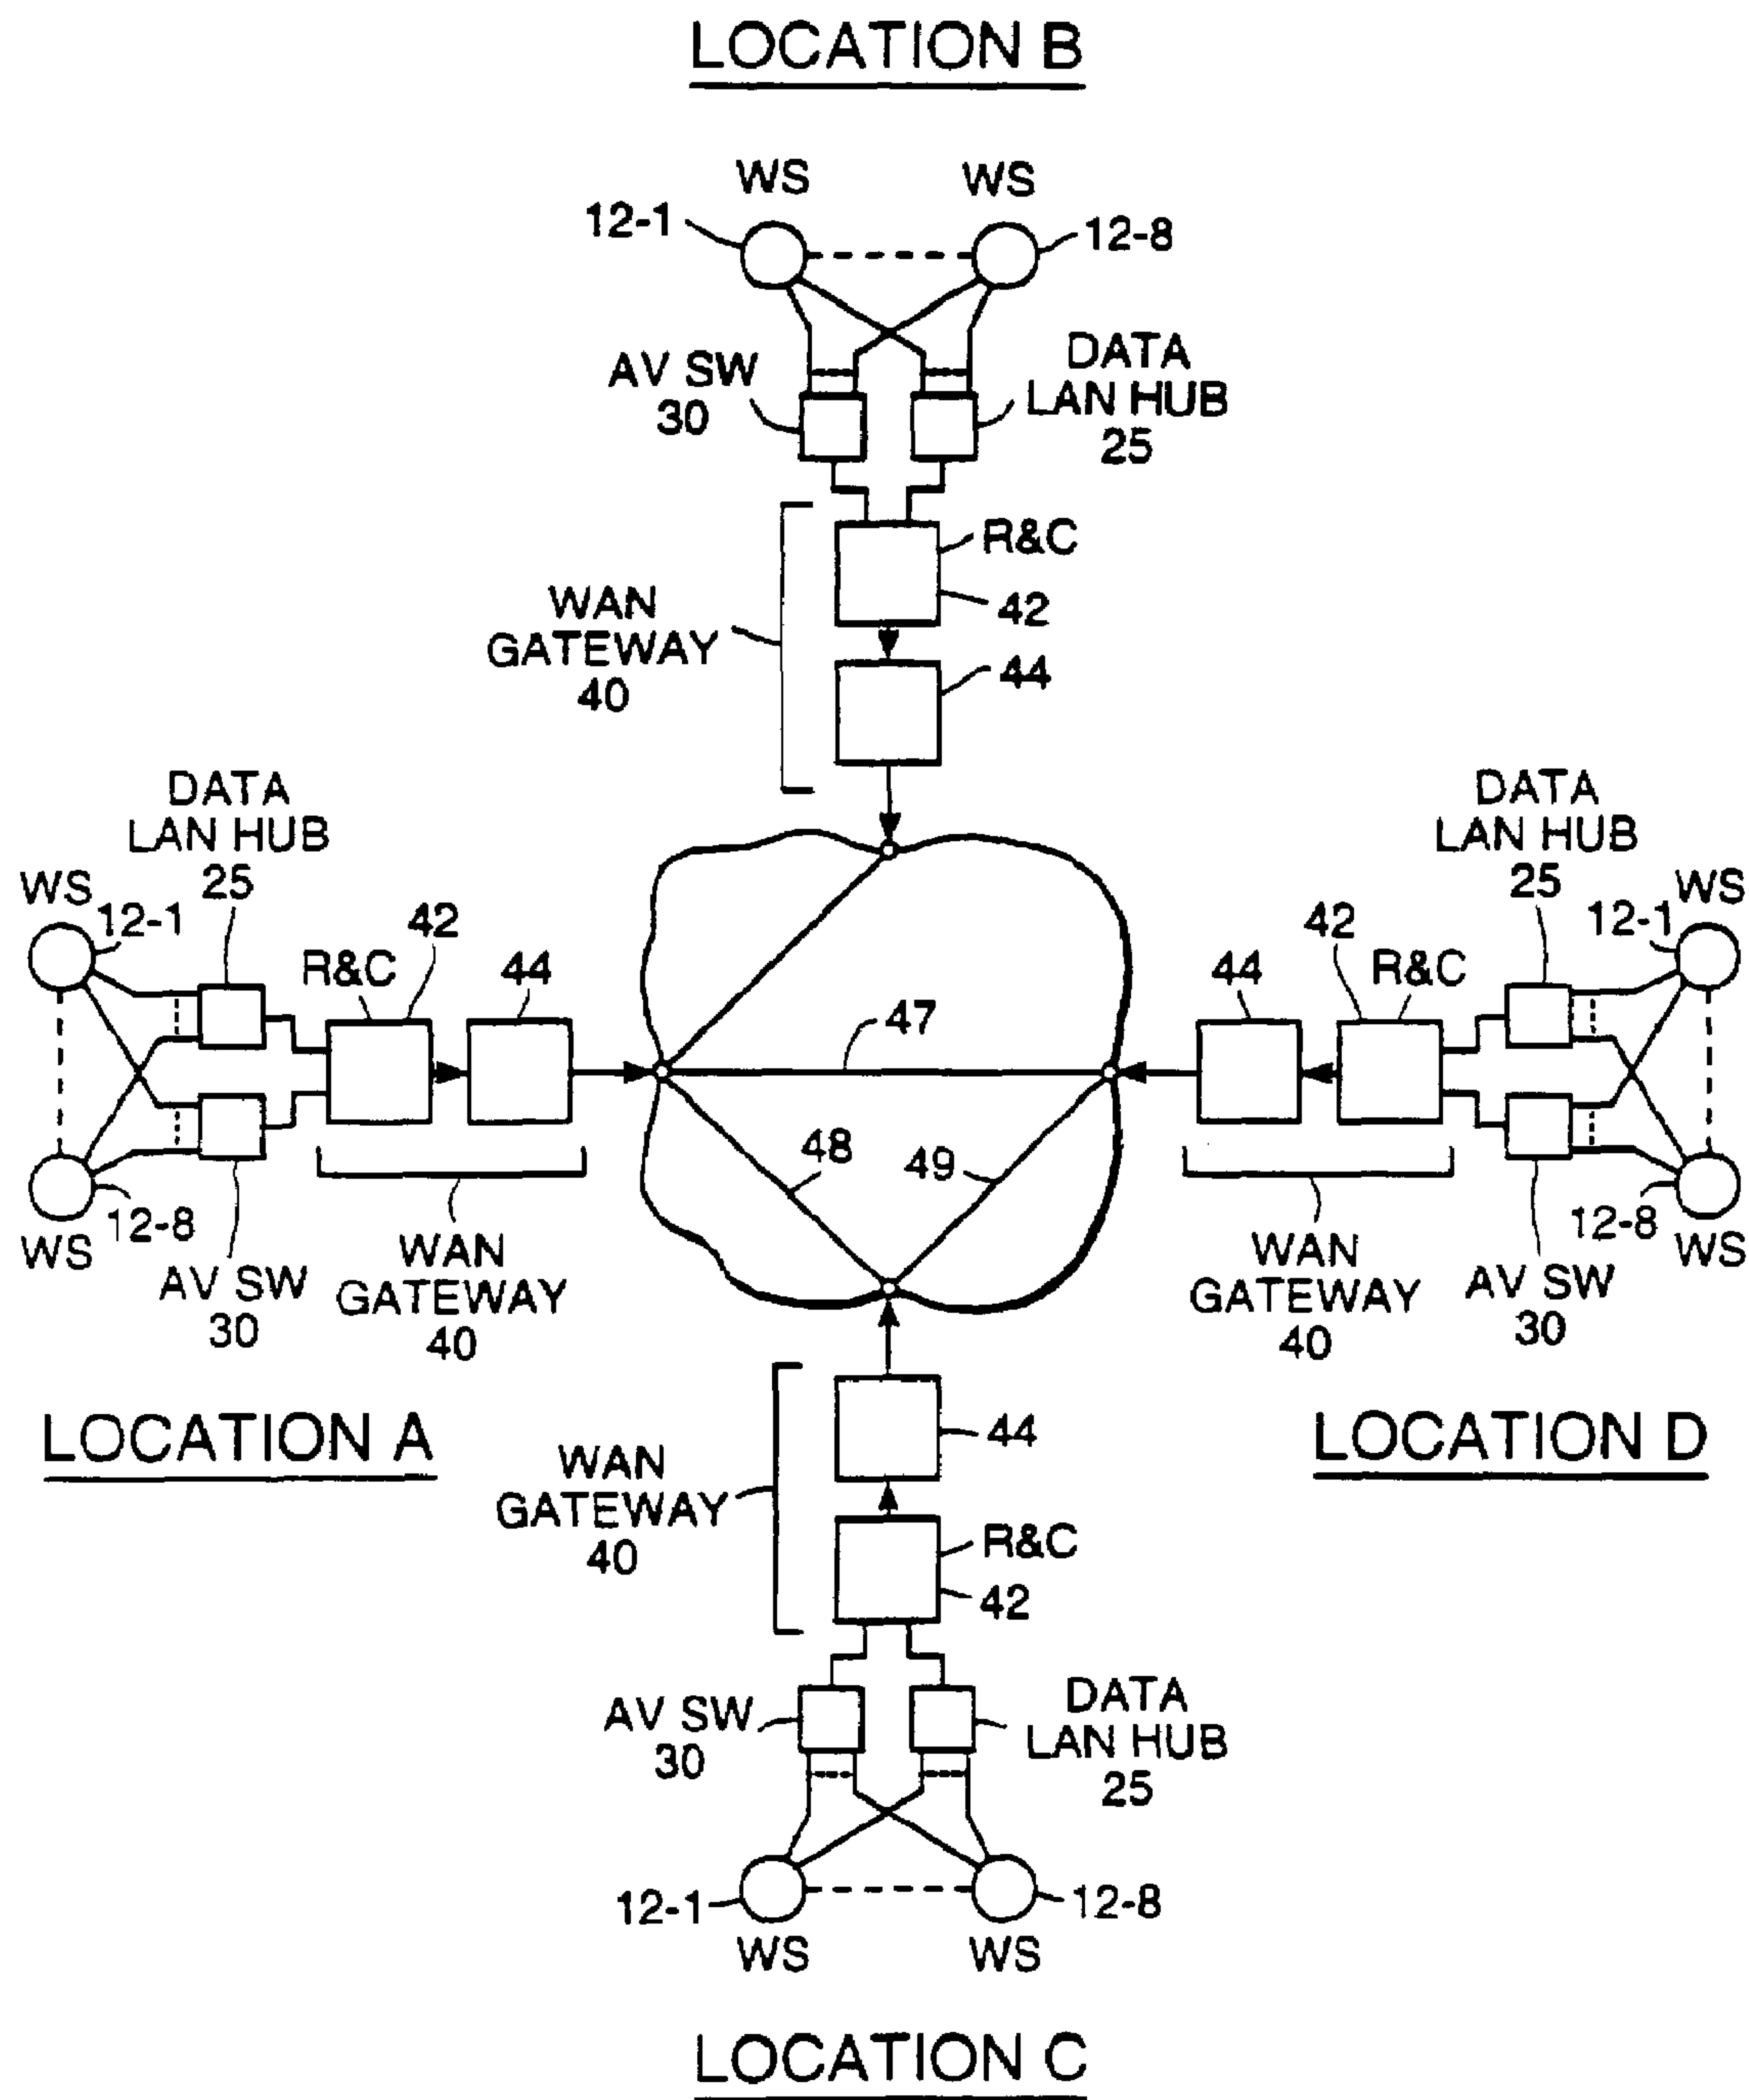 LOCATION B
WS
WS
12-1
12-8
AV SW
30
DATA
LAN HUB
25
R&C
42
WAN
GATEWAY
40
44
DATA
LAN HUB
25
WS
12-1
R&C
42
44
12-8
WS
AV SW
30
WAN
GATEWAY
40
LOCATION A
47
48
49
DATA
LAN HUB
25
WS
12-1
42
R&C
44
12-8
WS
AV SW
30
WAN
GATEWAY
40
LOCATION D
44
WAN
GATEWAY
40
R&C
42
AV SW
30
DATA
LAN HUB
25
12-1
12-8
WS
WS
LOCATION C